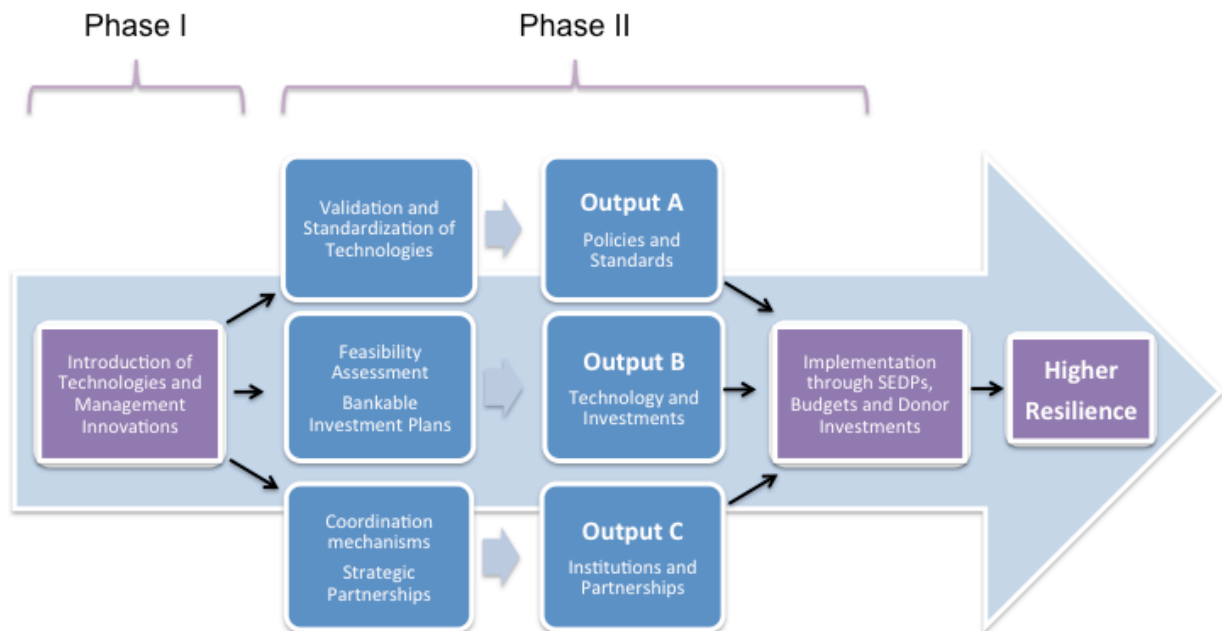 Phase I
Phase II
Introduction of
Technologies and
Management
Innovations
Validation and
Standardization of
Technologies
Feasibility
Assessment
Bankable
Investment Plans
Coordination
mechanisms
Strategic
Partnerships
Output A
Policies and
Standards
Output B
Technology and
Investments
Output C
Institutions and
Partnerships
Implementation
through SEDPs,
Budgets and Donor
Investments
Higher
Resilience